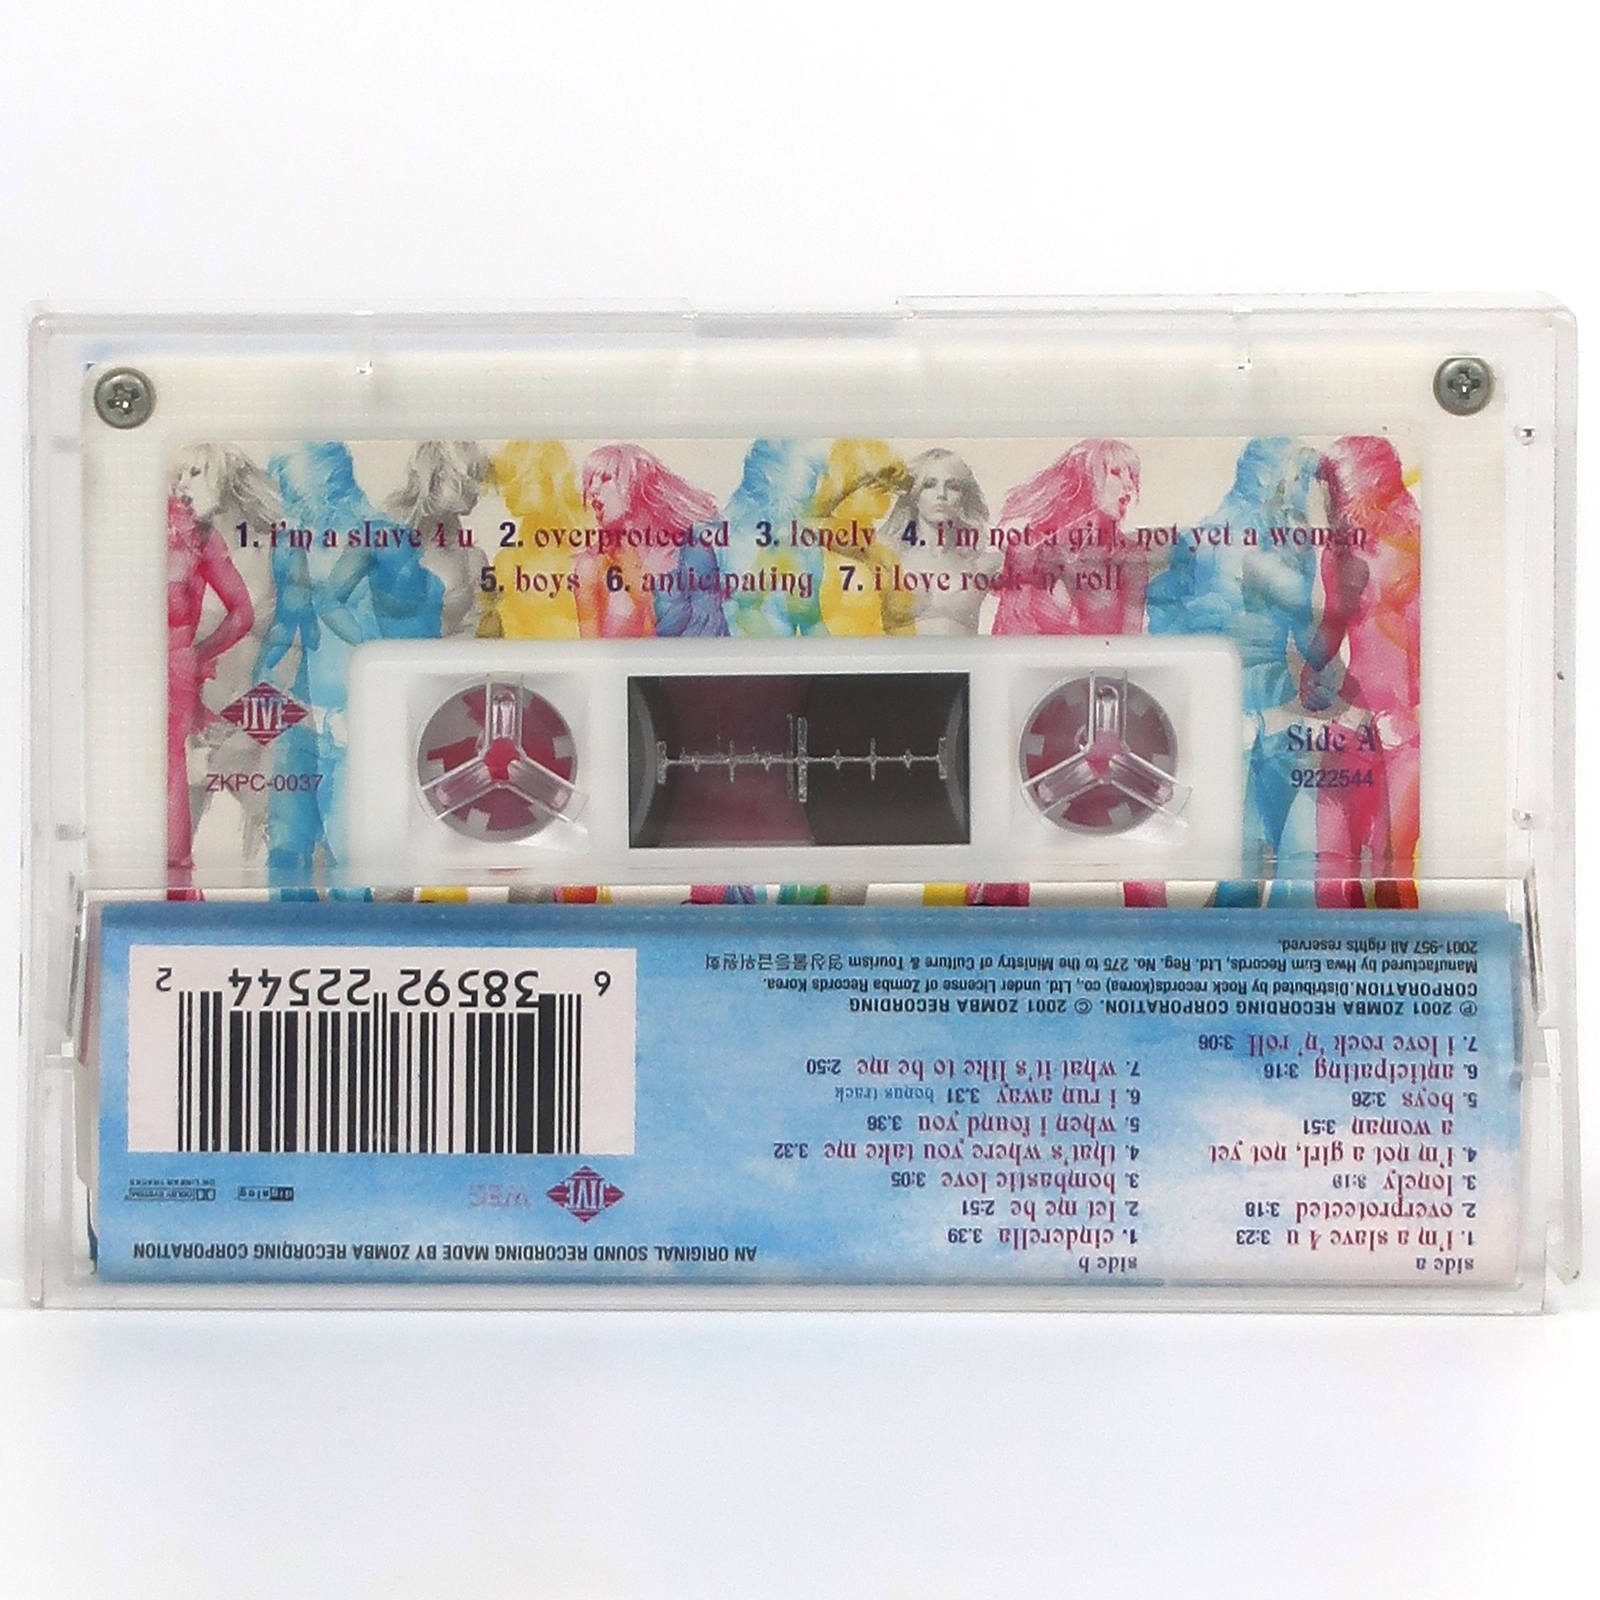 1. i'm a slave 4 u 2. overprotected 3. lonely 4. i'm not a girl, not yet a woman
5. boys 6. anticipating 7. i love rock 'n' roll
JIVE
ZKPC-0037
Side A
9222544
side a
1. i'm a slave 4 u 3:23
2. overprotected 3:18
3. lonely 3:19
4. i'm not a girl, not yet
a woman 3:51
5. boys 3:26
6. anticipating 3:16
7. i love rock 'n' roll 3:06
side b
1. cinderella 3.39
2. let me be 2:51
3. bombastic love 3:05
4. that's where you take me 3.32
5. when i found you 3.36
6. i run away 3.31 bonus track
7. what it's like to be me 2:50
℗ 2001 ZOMBA RECORDING CORPORATION. © 2001 ZOMBA RECORDING
CORPORATION.Distributed by Rock records(korea) co., Ltd. under License of Zomba Records Korea.
Manufactured by Hwa Eum Records, Ltd. Reg. No. 275 to the Ministry of Culture & Tourism 영상물등급위원회
2001-957 All rights reserved.
AN ORIGINAL SOUND RECORDING MADE BY ZOMBA RECORDING CORPORATION
JIVE
digalog
DOLBY SYSTEM
6 38592 22544 2